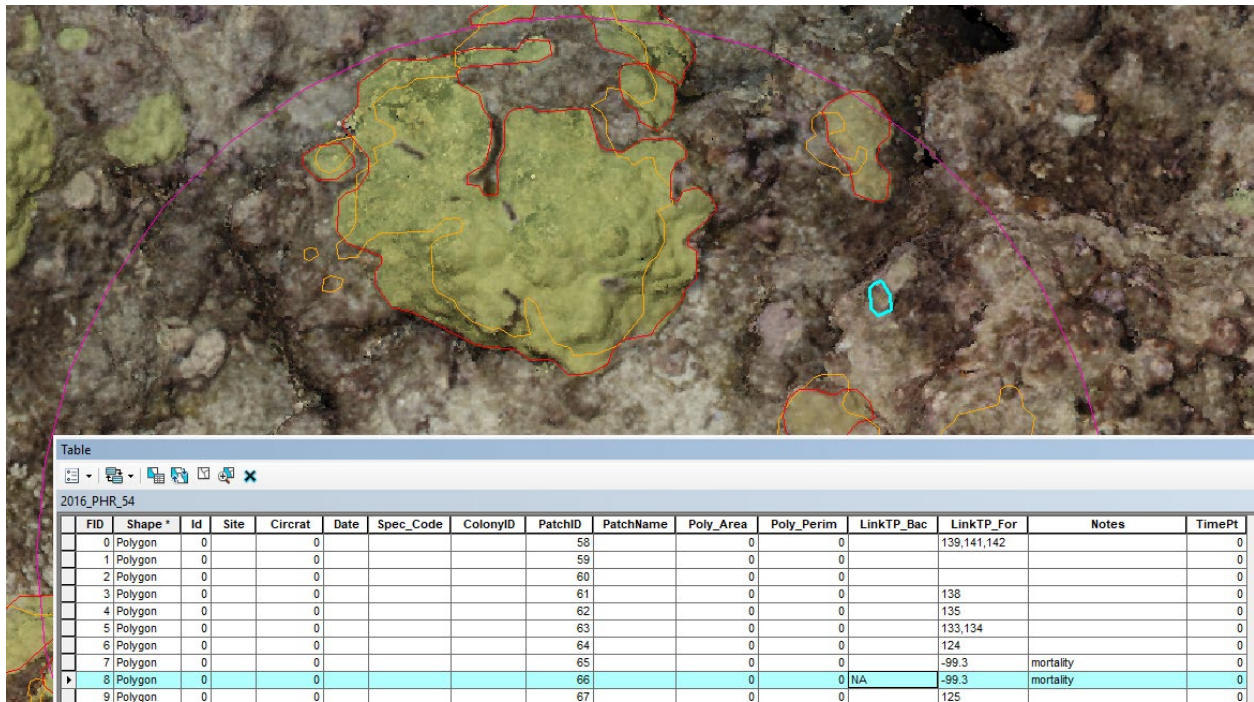 Table
2016_PHR_54
FID Shape * Id Site Circrat Date Spec_Code ColonyID PatchID PatchName Poly_Area Poly_Perim LinkTP_Bac LinkTP_For Notes TimePt
0 Polygon 0 0 58 0 0 139,141,142 0
1 Polygon 0 0 59 0 0 0
2 Polygon 0 0 60 0 0 0
3 Polygon 0 0 61 0 0 138 0
4 Polygon 0 0 62 0 0 135 0
5 Polygon 0 0 63 0 0 133,134 0
6 Polygon 0 0 64 0 0 124 0
7 Polygon 0 0 65 0 0 -99.3 mortality 0
8 Polygon 0 0 66 0 0 NA -99.3 mortality 0
9 Polygon 0 0 67 0 0 125 0